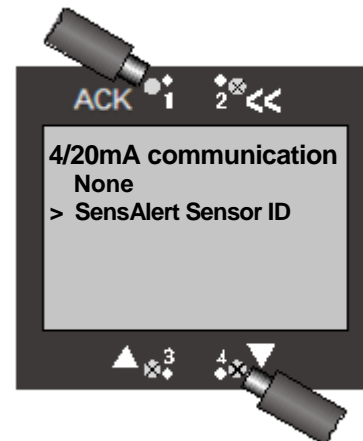 ACK 1 2 <<
4/20mA communication
None
> SensAlert Sensor ID
3 4